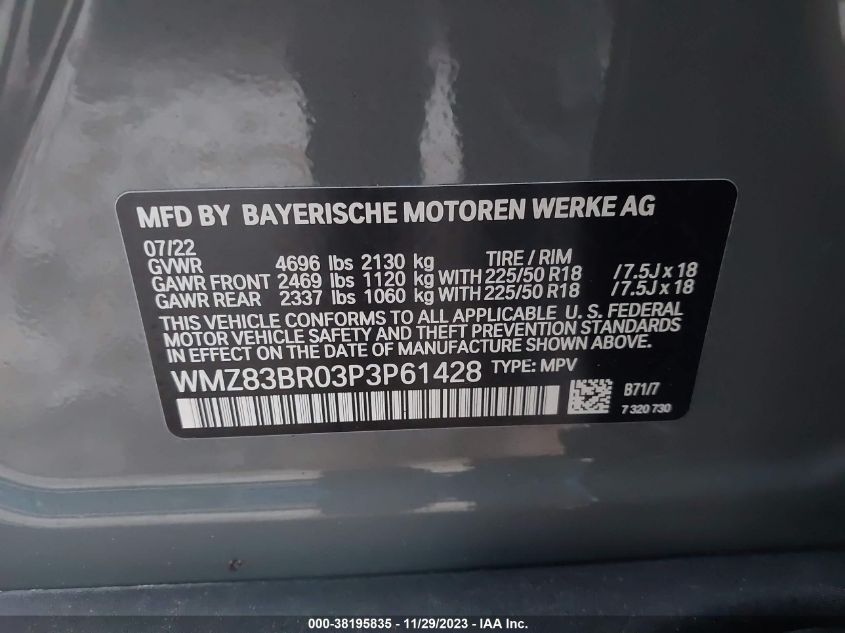 MFD BY BAYERISCHE MOTOREN WERKE AG
07/22 TIRE / RIM
GVWR 4696 lbs 2130 kg
GAWR FRONT 2469 lbs 1120 kg WITH 225/50 R18 /7.5J x 18
GAWR REAR 2337 lbs 1060 kg WITH 225/50 R18 /7.5J x 18
THIS VEHICLE CONFORMS TO ALL APPLICABLE U. S. FEDERAL
MOTOR VEHICLE SAFETY AND THEFT PREVENTION STANDARDS
IN EFFECT ON THE DATE OF MANUFACTURE SHOWN ABOVE.
WMZ83BR03P3P61428 TYPE: MPV
B71/7
7 320 730
000-38195835 - 11/29/2023 - IAA Inc.